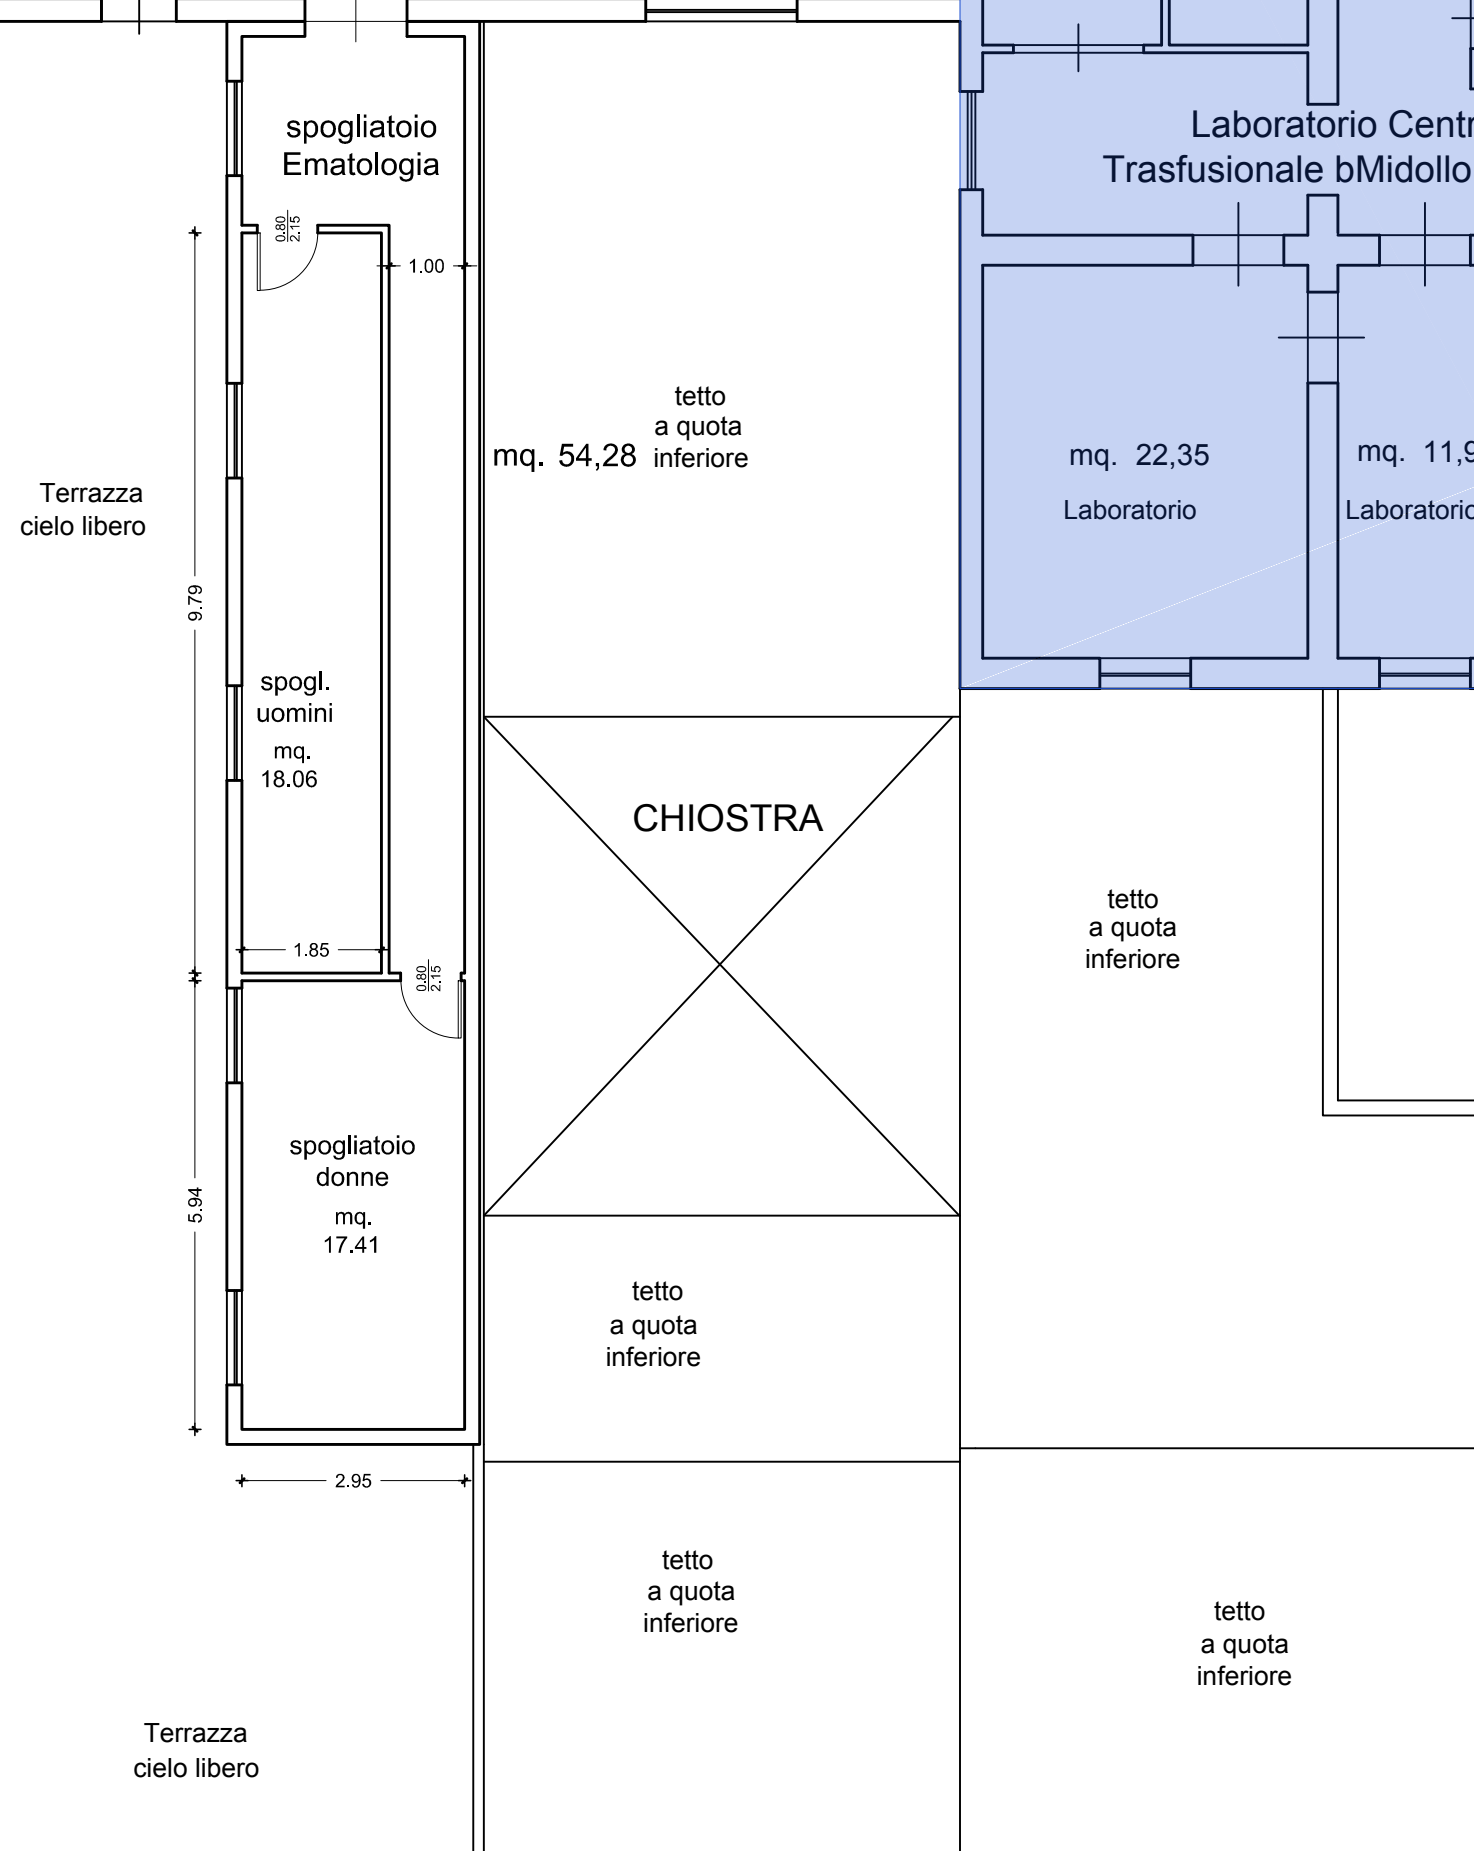 spogliatoio
Ematologia
Laboratorio Centr
Trasfusionale bMidollo
0.80
2.15
1.00
tetto
a quota
inferiore
mq. 54,28
mq. 22,35
Laboratorio
mq. 11,9
Laboratorio
Terrazza
cielo libero
9.79
spogl.
uomini
mq.
18.06
CHIOSTRA
1.85
0.80
2.15
tetto
a quota
inferiore
spogliatoio
donne
mq.
17.41
5.94
tetto
a quota
inferiore
2.95
tetto
a quota
inferiore
tetto
a quota
inferiore
Terrazza
cielo libero